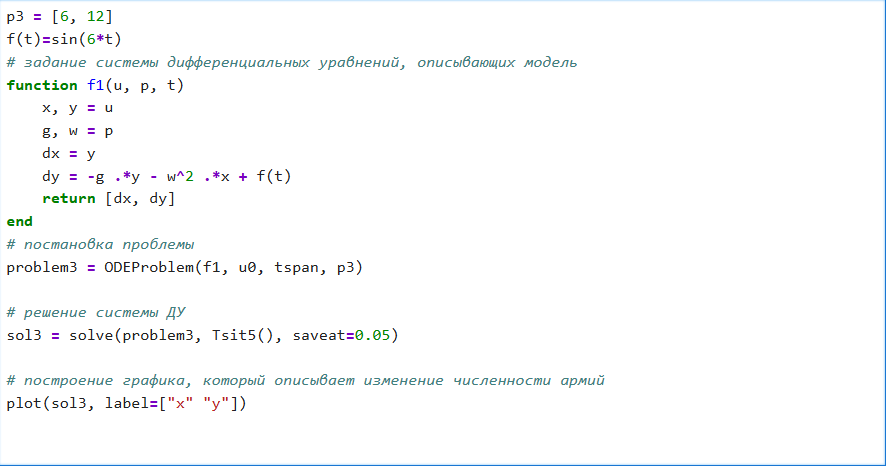 p3 = [6, 12]
f(t)=sin(6*t)
# задание системы дифференциальных уравнений, описывающих модель
function f1(u, p, t)
    x, y = u
    g, w = p
    dx = y
    dy = -g .*y - w^2 .*x + f(t)
    return [dx, dy]
end
# постановка проблемы
problem3 = ODEProblem(f1, u0, tspan, p3)
# решение системы ДУ
sol3 = solve(problem3, Tsit5(), saveat=0.05)
# построение графика, который описывает изменение численности армий
plot(sol3, label=["x" "y"])